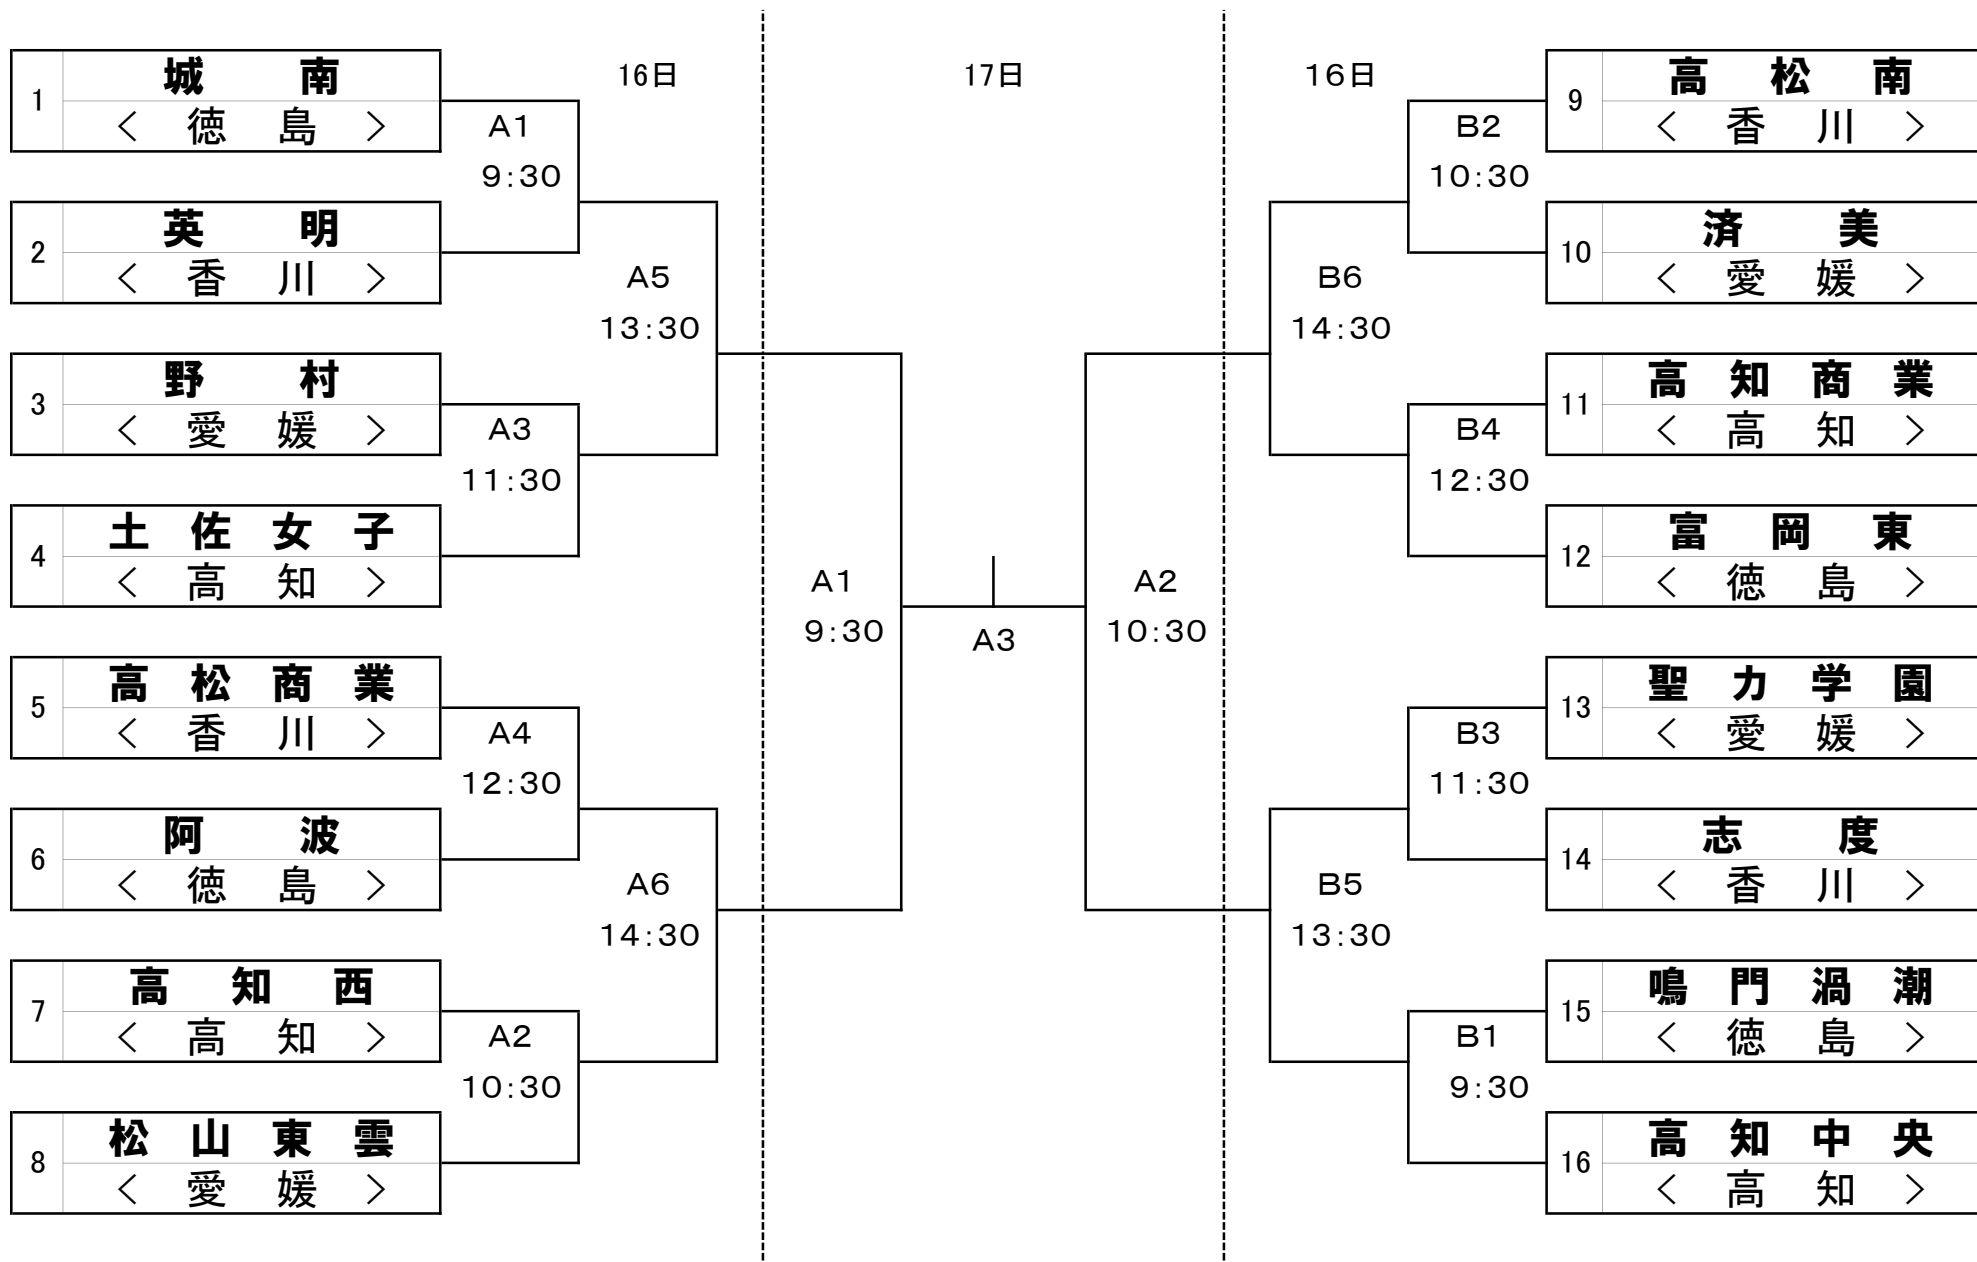 16日
17日
16日
1
城南
<徳島>
2
英明
<香川>
3
野村
<愛媛>
4
土佐女子
<高知>
5
高松商業
<香川>
6
阿波
<徳島>
7
高知西
<高知>
8
松山東雲
<愛媛>
A1
9:30
A3
11:30
A4
12:30
A2
10:30
A5
13:30
A6
14:30
A1
9:30
A3
A2
10:30
B6
14:30
B5
13:30
B2
10:30
B4
12:30
B3
11:30
B1
9:30
9
高松南
<香川>
10
済美
<愛媛>
11
高知商業
<高知>
12
富岡東
<徳島>
13
聖カ学園
<愛媛>
14
志度
<香川>
15
鳴門渦潮
<徳島>
16
高知中央
<高知>